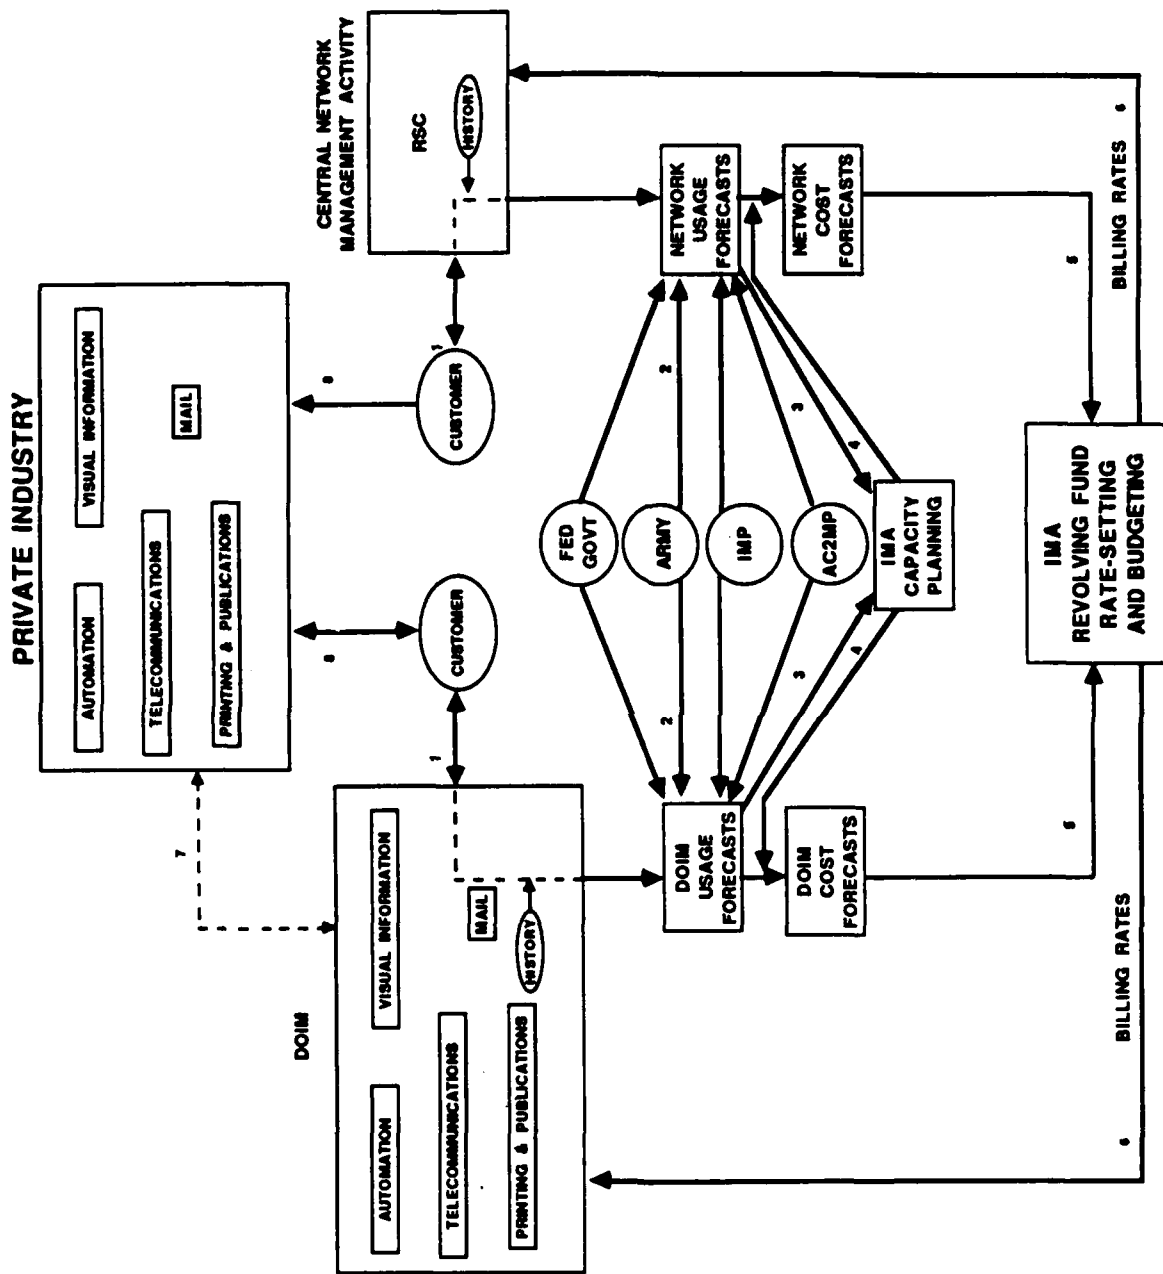 PRIVATE INDUSTRY
AUTOMATION
VISUAL INFORMATION
TELECOMMUNICATIONS
MAIL
PRINTING & PUBLICATIONS
7
8
8
DOIM
CENTRAL NETWORK
MANAGEMENT ACTIVITY
AUTOMATION
VISUAL INFORMATION
TELECOMMUNICATIONS
MAIL
PRINTING & PUBLICATIONS
HISTORY
1
CUSTOMER
CUSTOMER
1
RSC
HISTORY
FED
GOVT
2
ARMY
2
IMP
AC2MP
DOIM
USAGE
FORECASTS
NETWORK
USAGE
FORECASTS
3
3
4
4
DOIM
COST
FORECASTS
IMA
CAPACITY
PLANNING
NETWORK
COST
FORECASTS
5
5
IMA
REVOLVING FUND
RATE-SETTING
AND BUDGETING
6
BILLING RATES
BILLING RATES
6